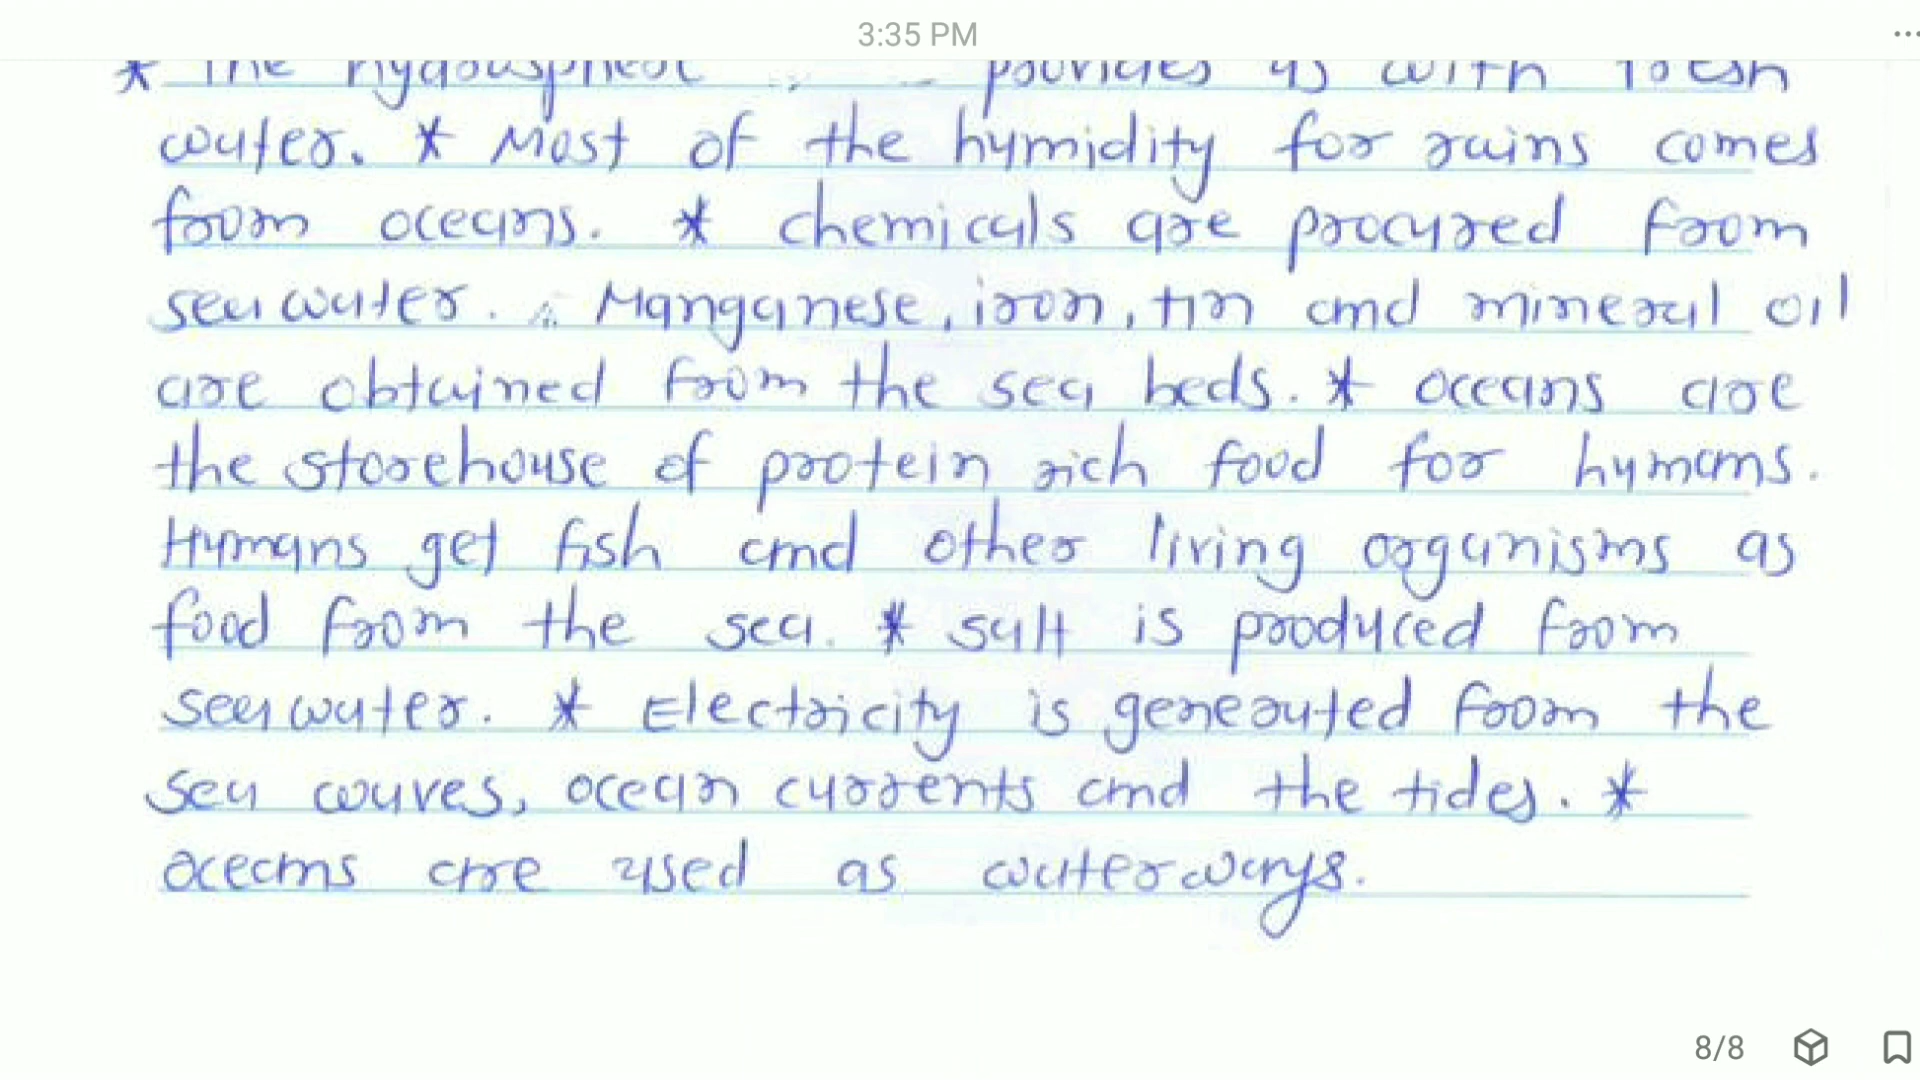 3:35 PM
* The hydrosphere provides us with fresh
water. * Most of the humidity for rains comes
from oceans. * chemicals are procured from
sea water. Manganese, iron, tin and mineral oil
are obtained from the sea beds. * oceans are
the storehouse of protein rich food for humans.
Humans get fish and other living organisms as
food from the sea. * salt is produced from
sea water. * Electricity is generated from the
sea waves, ocean currents and the tides. *
oceans are used as waterways.
8/8